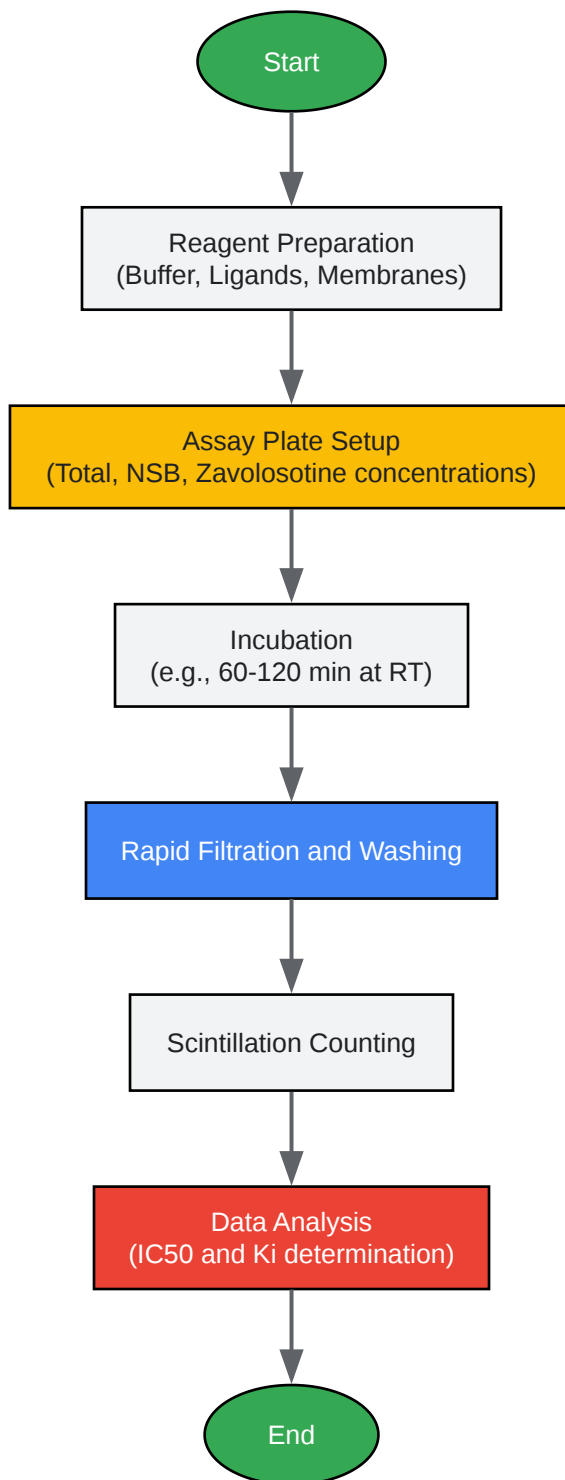 Start
Reagent Preparation
(Buffer, Ligands, Membranes)
Assay Plate Setup
(Total, NSB, Zavolosotine concentrations)
Incubation
(e.g., 60-120 min at RT)
Rapid Filtration and Washing
Scintillation Counting
Data Analysis
(IC50 and Ki determination)
End